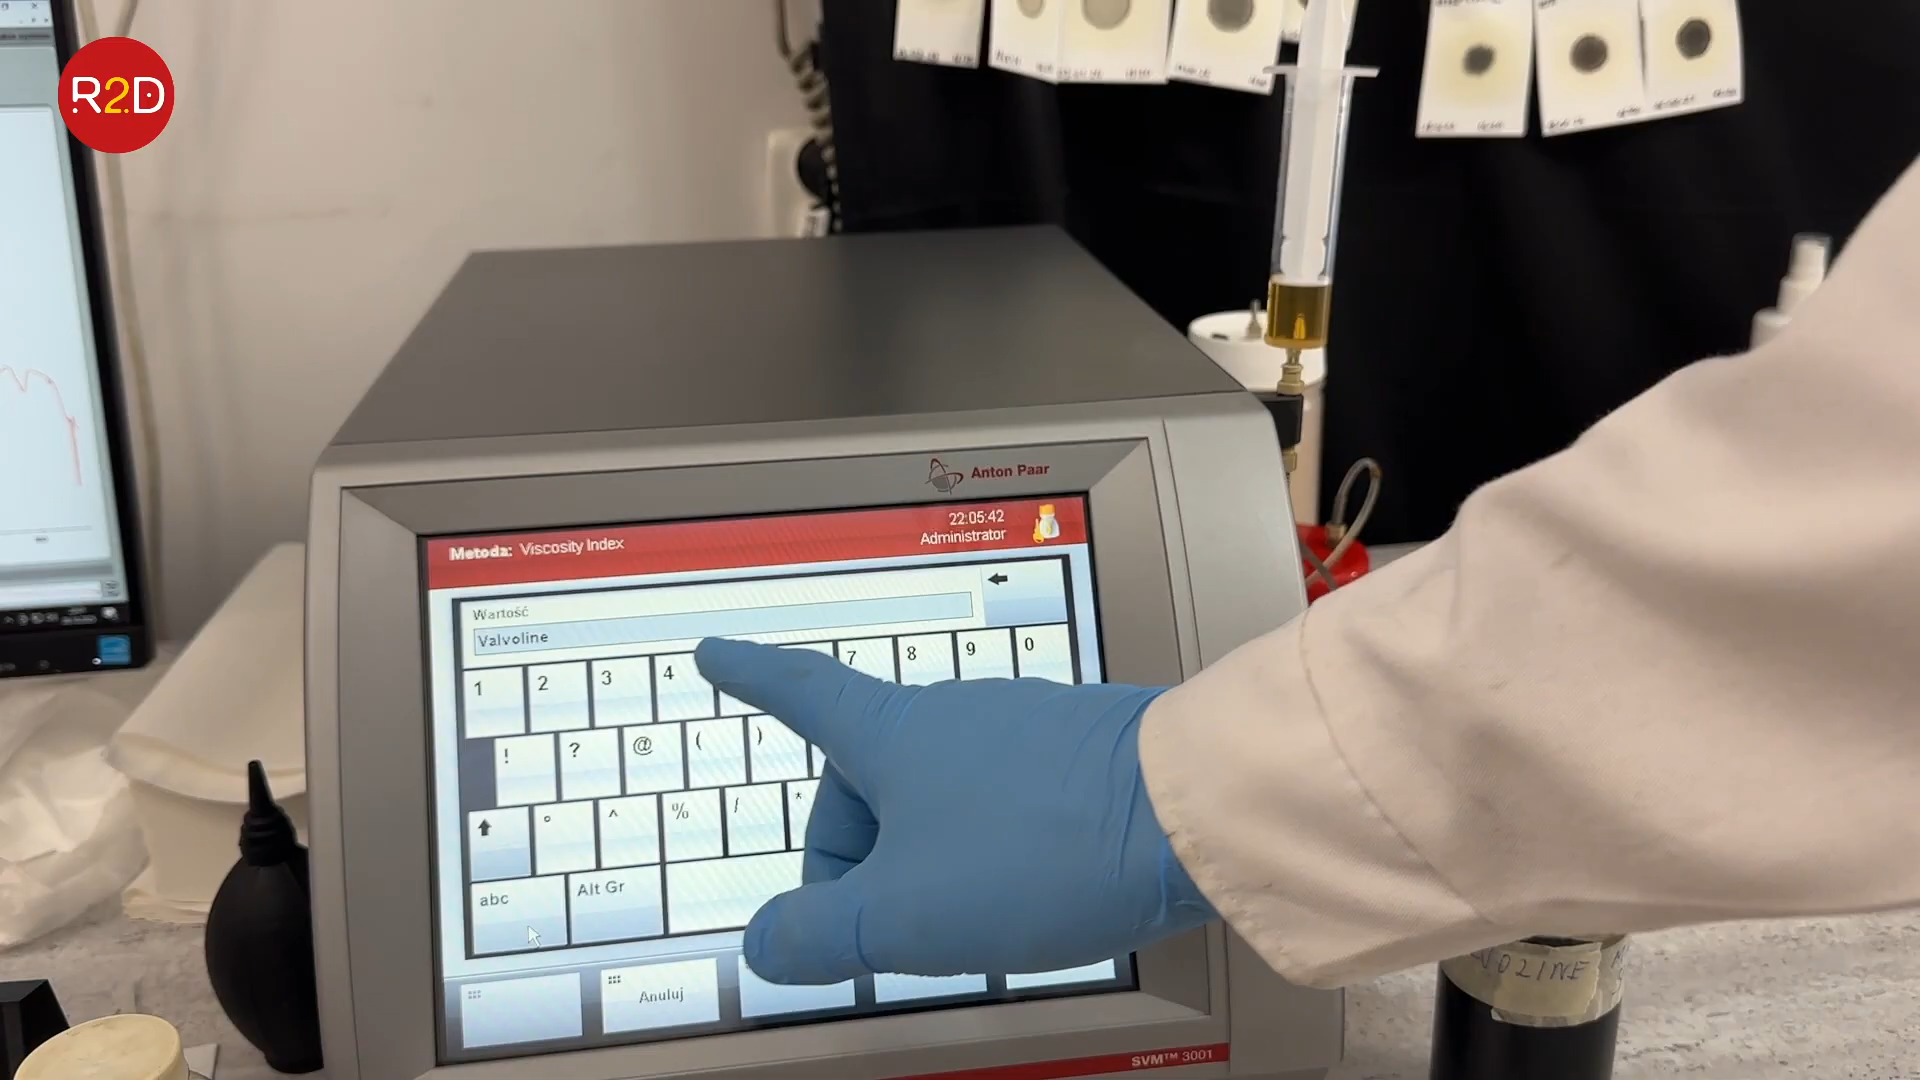 R2D
Anton Paar
22:05:42
Metoda: Viscosity Index
Administrator
Wartość
Valvoline
1 2 3 4 7 8 9 0
! ? @ ( )
° ^ % / *
abc Alt Gr
Anuluj
SVM™ 3001